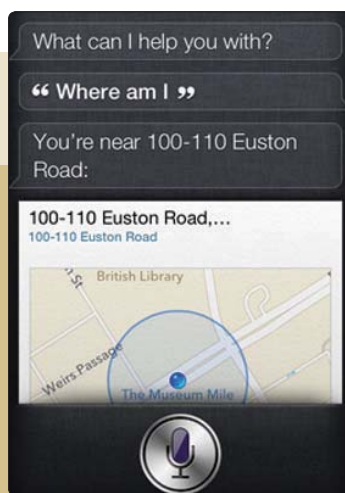 What can I help you with?
“ Where am I ”
You’re near 100-110 Euston
Road:
100-110 Euston Road,…
100-110 Euston Road
British Library
Weirs Passage
The Museum Mile